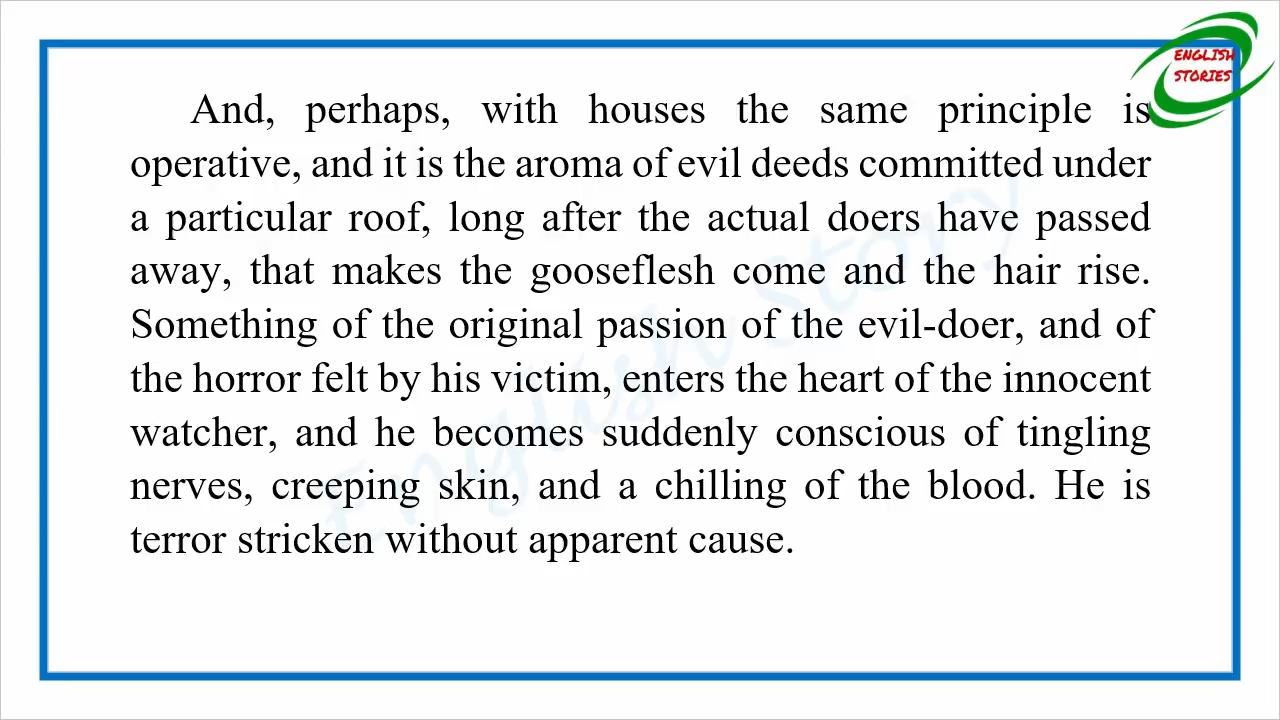 ENGLISH
STORIES
And, perhaps, with houses the same principle is
operative, and it is the aroma of evil deeds committed under
a particular roof, long after the actual doers have passed
away, that makes the gooseflesh come and the hair rise.
Something of the original passion of the evil-doer, and of
the horror felt by his victim, enters the heart of the innocent
watcher, and he becomes suddenly conscious of tingling
nerves, creeping skin, and a chilling of the blood. He is
terror stricken without apparent cause.
English Story